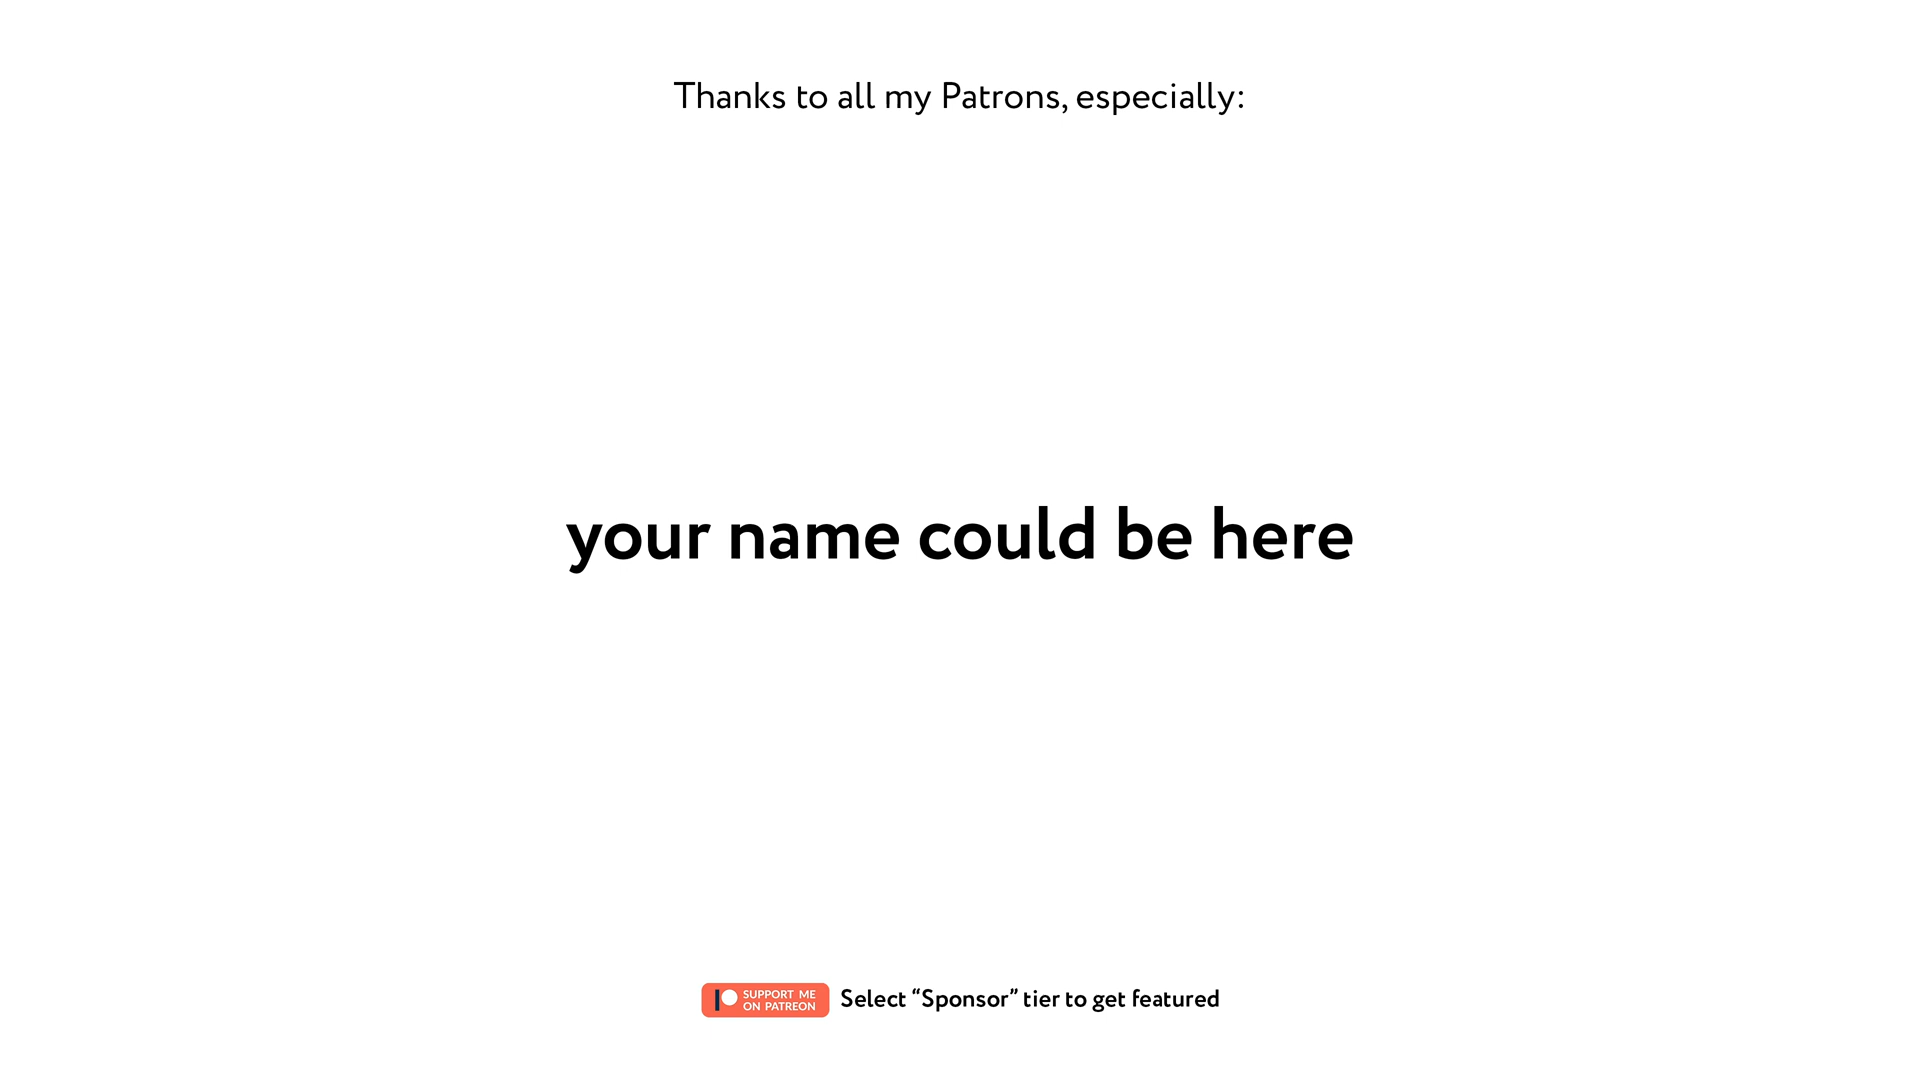 Thanks to all my Patrons, especially:
your name could be here
SUPPORT ME
ON PATREON
Select “Sponsor” tier to get featured